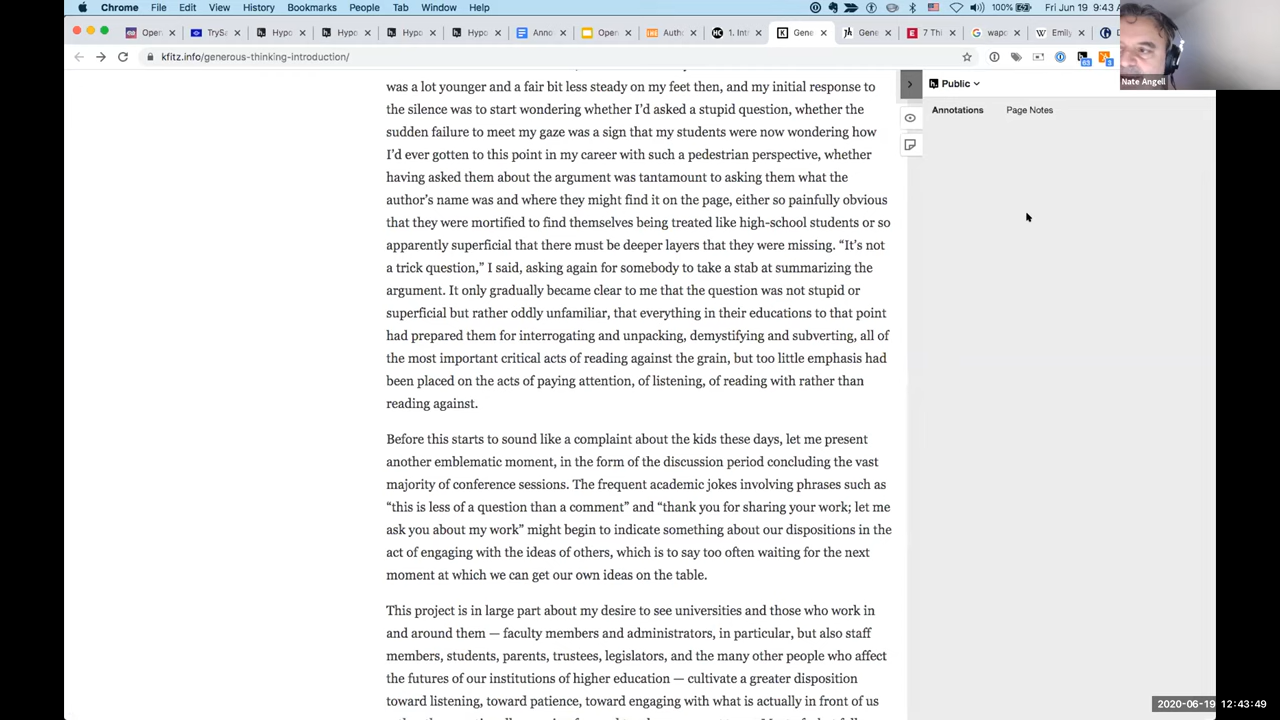 Chrome File Edit View History Bookmarks People Tab Window Help 100% Fri Jun 19 9:43 A
Open TrySa Hypo Hypo Hypo Hypo Anno Open Autho 1. Int Gene Gene 7 Thi wapo Emily
kfitz.info/generous-thinking-introduction/
63
3
Nate Angell
Public
Annotations Page Notes
and a fair bit less steady on my feet then, and my initial response to
the silence was to start wondering whether I'd asked a stupid question, whether the
sudden failure to meet my gaze was a sign that my students were now wondering how
I'd ever gotten to this point in my career with such a pedestrian perspective, whether
having asked them about the argument was tantamount to asking them what the
author's name was and where they might find it on the page, either so painfully obvious
that they were mortified to find themselves being treated like high-school students or so
apparently superficial that there must be deeper layers that they were missing. “It's not
a trick question,” I said, asking again for somebody to take a stab at summarizing the
argument. It only gradually became clear to me that the question was not stupid or
superficial but rather oddly unfamiliar, that everything in their educations to that point
had prepared them for interrogating and unpacking, demystifying and subverting, all of
the most important critical acts of reading against the grain, but too little emphasis had
been placed on the acts of paying attention, of listening, of reading with rather than
reading against.
Before this starts to sound like a complaint about the kids these days, let me present
another emblematic moment, in the form of the discussion period concluding the vast
majority of conference sessions. The frequent academic jokes involving phrases such as
“this is less of a question than a comment” and “thank you for sharing your work; let me
ask you about my work” might begin to indicate something about our dispositions in the
act of engaging with the ideas of others, which is to say too often waiting for the next
moment at which we can get our own ideas on the table.
This project is in large part about my desire to see universities and those who work in
and around them — faculty members and administrators, in particular, but also staff
members, students, parents, trustees, legislators, and the many other people who affect
the futures of our institutions of higher education — cultivate a greater disposition
toward listening, toward patience, toward engaging with what is actually in front of us
2020-06-19 12:43:49